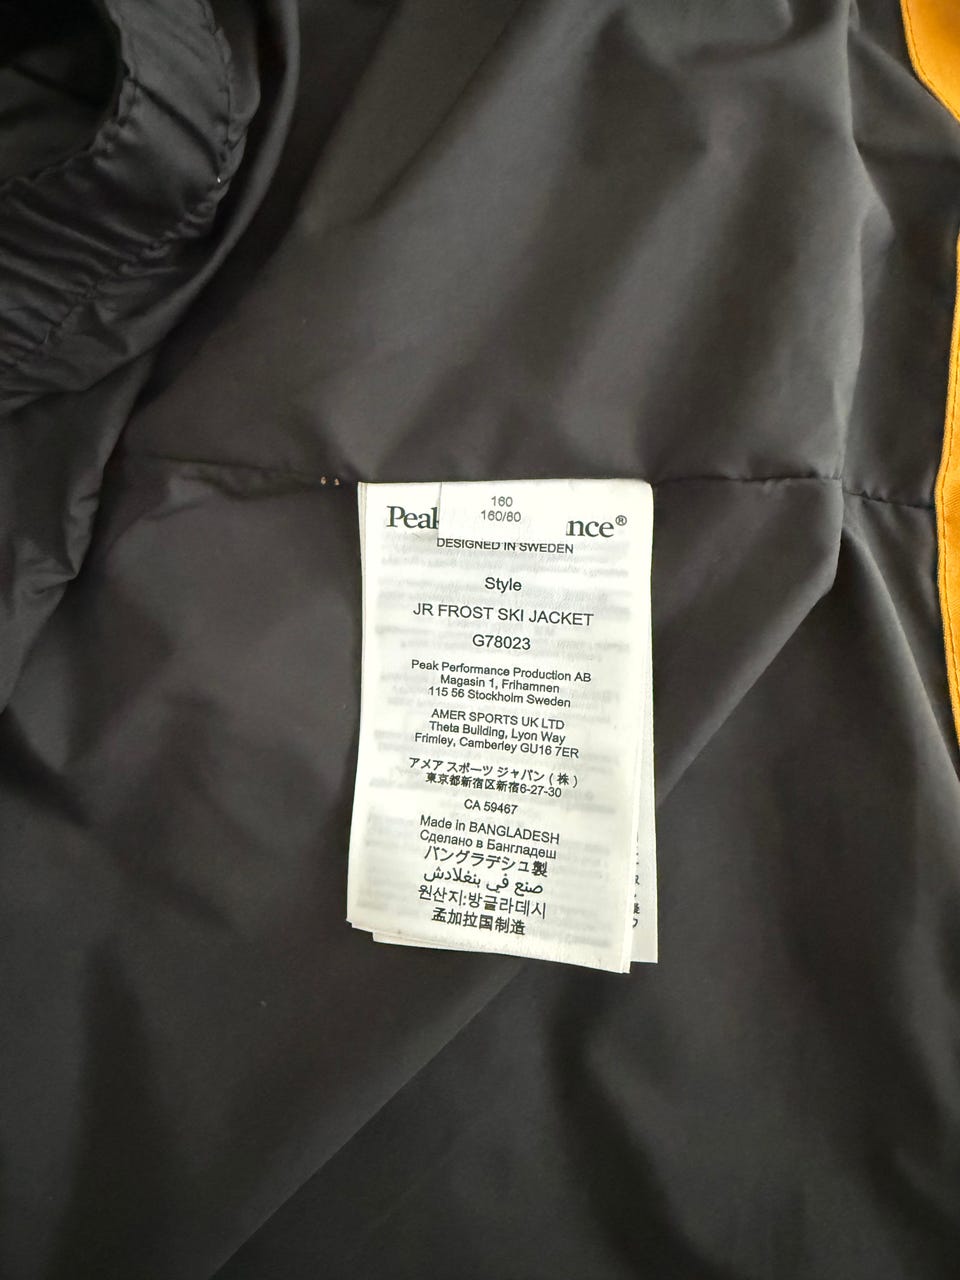 160
160/80
Peak nce®
DESIGNED IN SWEDEN
Style
JR FROST SKI JACKET
G78023
Peak Performance Production AB
Magasin 1, Frihamnen
115 56 Stockholm Sweden
AMER SPORTS UK LTD
Theta Building, Lyon Way
Frimley, Camberley GU16 7ER
アメア スポーツ ジャパン ( 株 )
東京都新宿区新宿6-27-30
CA 59467
Made in BANGLADESH
Сделано в Бангладеш
バングラデシュ製
صنع في بنغلادش
원산지:방글라데시
孟加拉国制造